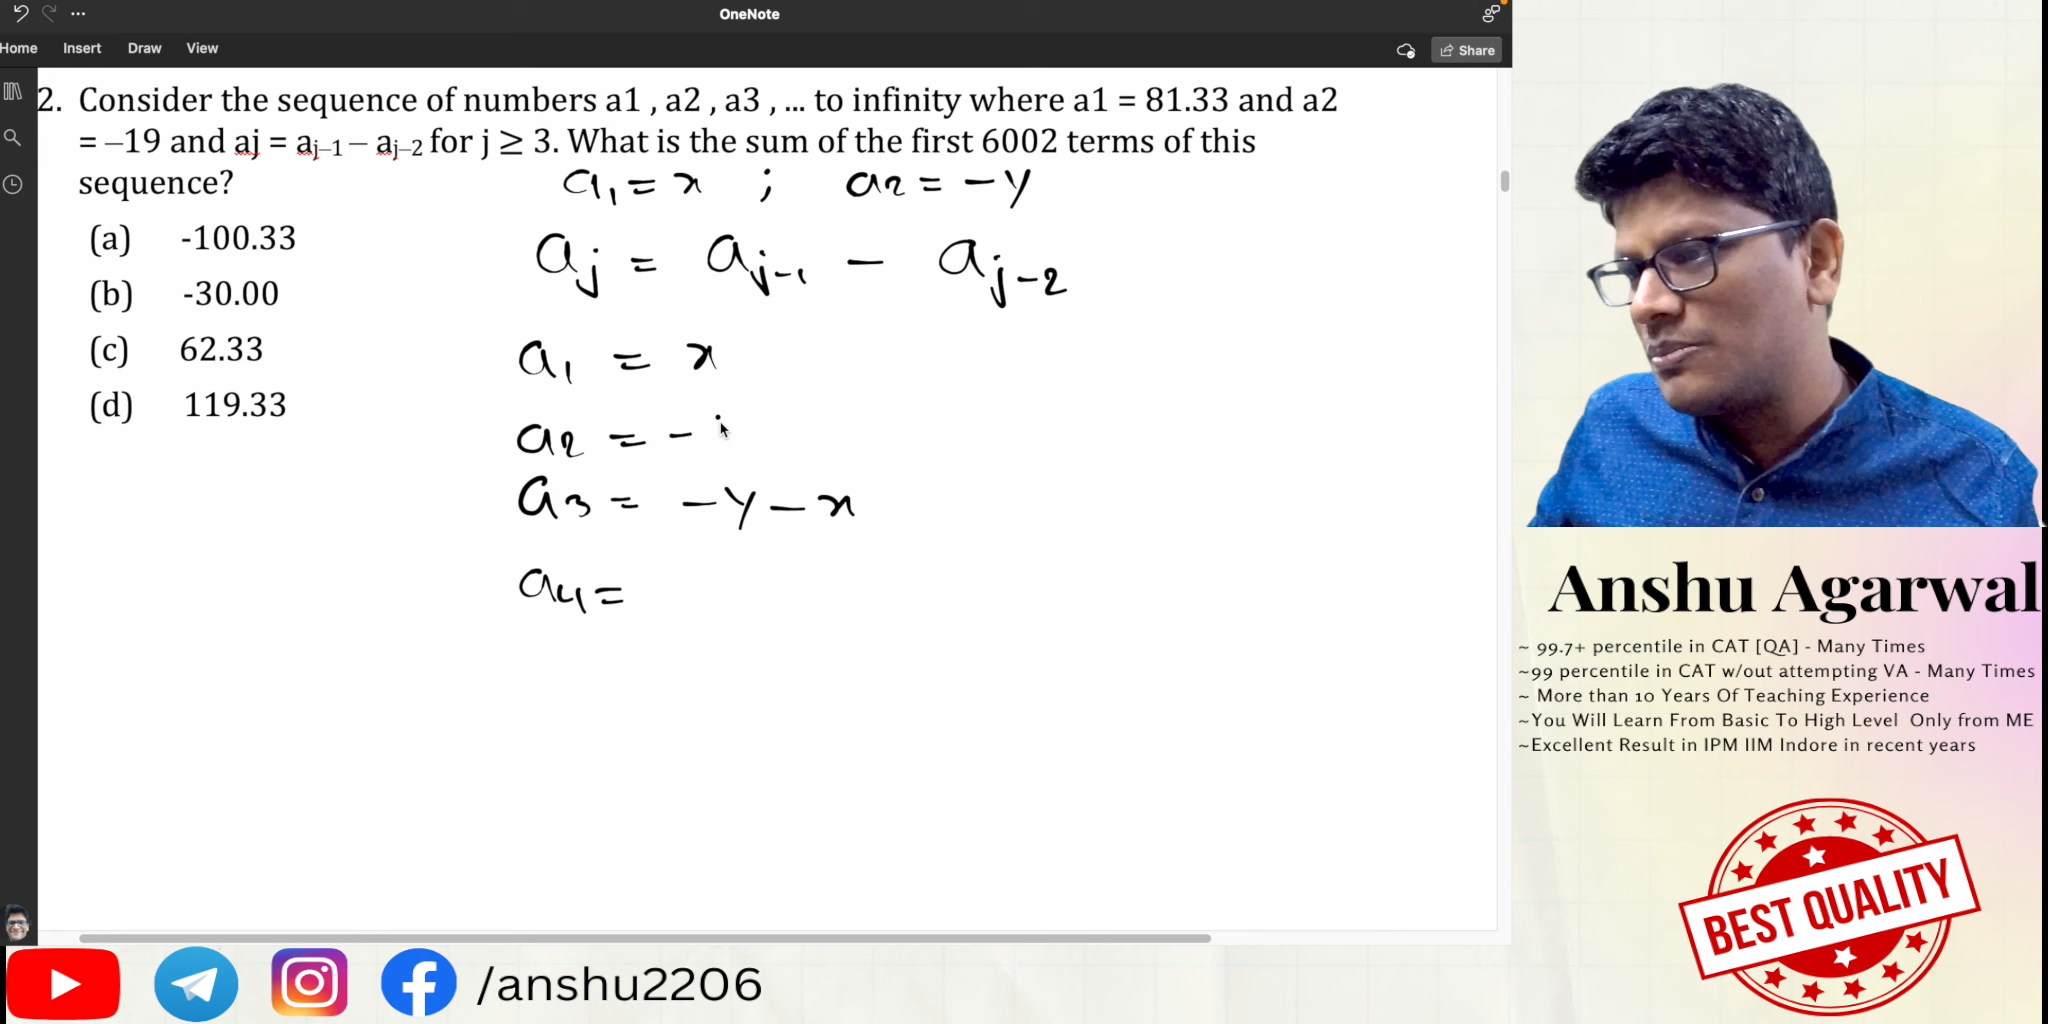 OneNote
Home Insert Draw View
Share
2. Consider the sequence of numbers a1 , a2 , a3 , ... to infinity where a1 = 81.33 and a2
= –19 and aj = aj–1 – aj–2 for j ≥ 3. What is the sum of the first 6002 terms of this
sequence?
a1 = x ; a2 = - y
(a) -100.33
(b) -30.00
(c) 62.33
(d) 119.33
aj = aj-1 - aj-2
a1 = x
a2 = -
a3 = - y - x
a4 =
Anshu Agarwal
~ 99.7+ percentile in CAT [QA] - Many Times
~99 percentile in CAT w/out attempting VA - Many Times
~ More than 10 Years Of Teaching Experience
~You Will Learn From Basic To High Level Only from ME
~Excellent Result in IPM IIM Indore in recent years
BEST QUALITY
/anshu2206